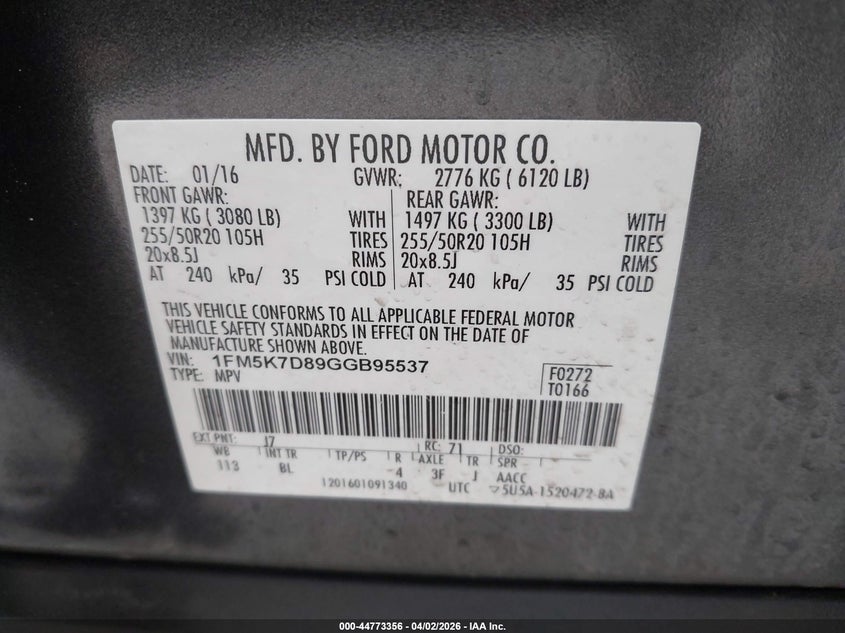 MFD. BY FORD MOTOR CO.
DATE: 01/16 GVWR: 2776 KG ( 6120 LB)
FRONT GAWR: REAR GAWR:
1397 KG ( 3080 LB) WITH 1497 KG ( 3300 LB) WITH
255/50R20 105H TIRES 255/50R20 105H TIRES
20x8.5J RIMS 20x8.5J RIMS
AT 240 kPa/ 35 PSI COLD AT 240 kPa/ 35 PSI COLD
THIS VEHICLE CONFORMS TO ALL APPLICABLE FEDERAL MOTOR
VEHICLE SAFETY STANDARDS IN EFFECT ON THE DATE OF
MANUFACTURE SHOWN ABOVE.
VIN: 1FM5K7D89GGB95537
TYPE: MPV
F0272
T0166
EXT PNT: J7 RC: 71 DSO:
WB INT TR TP/PS R AXLE TR SPR
113 BL 4 3F J AACC
1201601091340 UTC 5U5A-1520472-BA
000-44773356 - 04/02/2026 - IAA Inc.